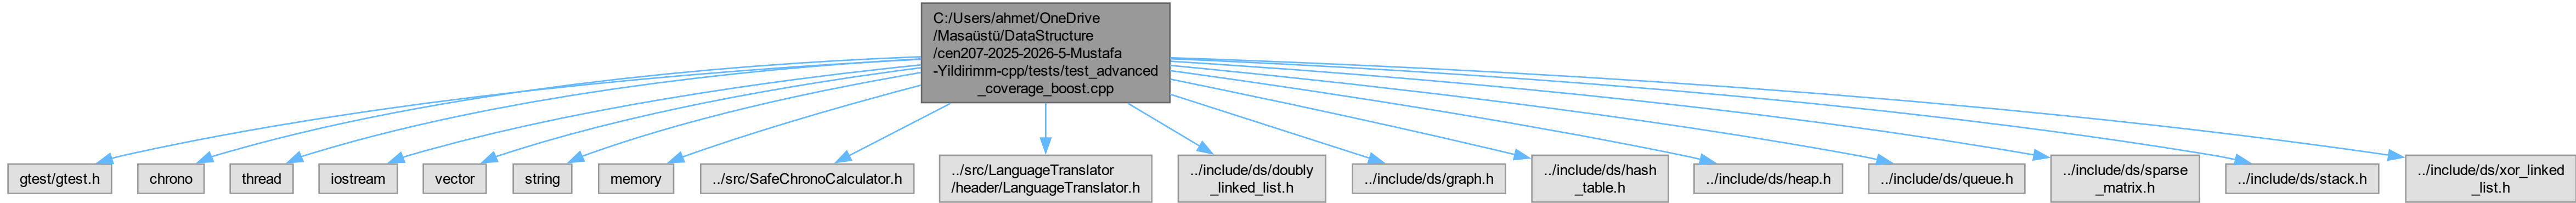 C:/Users/ahmet/OneDrive
/Masaüstü/DataStructure
/cen207-2025-2026-5-Mustafa
-Yildirimm-cpp/tests/test_advanced
_coverage_boost.cpp
gtest/gtest.h
chrono
thread
iostream
vector
string
memory
../src/SafeChronoCalculator.h
../src/LanguageTranslator
/header/LanguageTranslator.h
../include/ds/doubly
_linked_list.h
../include/ds/graph.h
../include/ds/hash
_table.h
../include/ds/heap.h
../include/ds/queue.h
../include/ds/sparse
_matrix.h
../include/ds/stack.h
../include/ds/xor_linked
_list.h